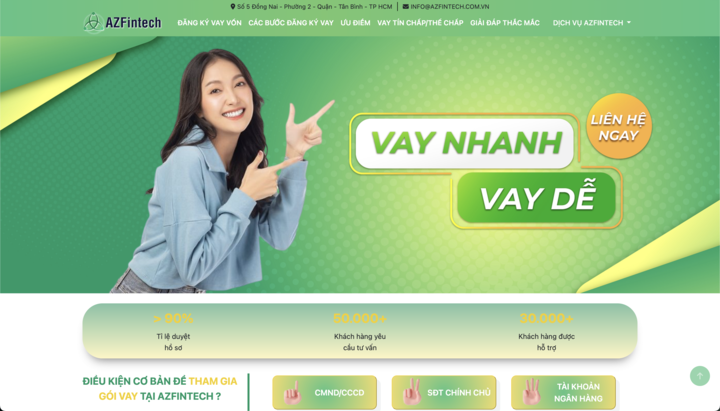 Số 5 Đồng Nai - Phường 2 - Quận - Tân Bình - TP HCM | INFO@AZFINTECH.COM.VN
AZFintech
ĐĂNG KÝ VAY VỐN CÁC BƯỚC ĐĂNG KÝ VAY ƯU ĐIỂM VAY TÍN CHẤP/THẾ CHẤP GIẢI ĐÁP THẮC MẮC DỊCH VỤ AZFINTECH
LIÊN HỆ
NGAY
VAY NHANH
VAY DỄ
> 90% 50.000+ 30.000+
Tỉ lệ duyệt Khách hàng yêu Khách hàng được
hồ sơ cầu tư vấn hỗ trợ
ĐIỀU KIỆN CƠ BẢN ĐỂ THAM GIA
GÓI VAY TẠI AZFINTECH ?
CMND/CCCD
SĐT CHÍNH CHỦ
TÀI KHOẢN
NGÂN HÀNG